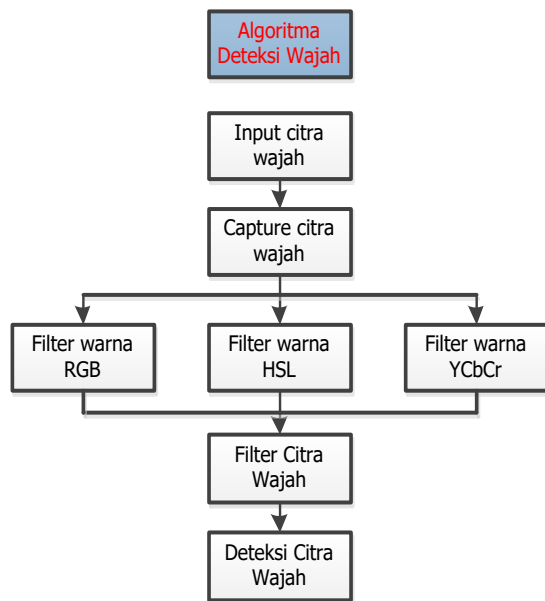 Algoritma
Deteksi Wajah
Input citra
wajah
Capture citra
wajah
Filter warna
RGB
Filter warna
HSL
Filter warna
YCbCr
Filter Citra
Wajah
Deteksi Citra
Wajah